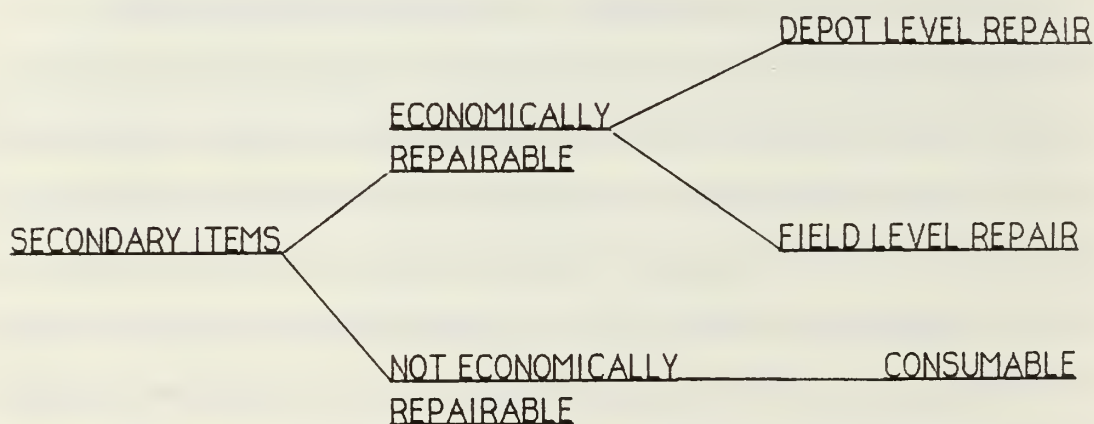 DEPOT LEVEL REPAIR
ECONOMICALLY
REPAIRABLE
SECONDARY ITEMS
FIELD LEVEL REPAIR
NOT ECONOMICALLY
CONSUMABLE
REPAIRABLE